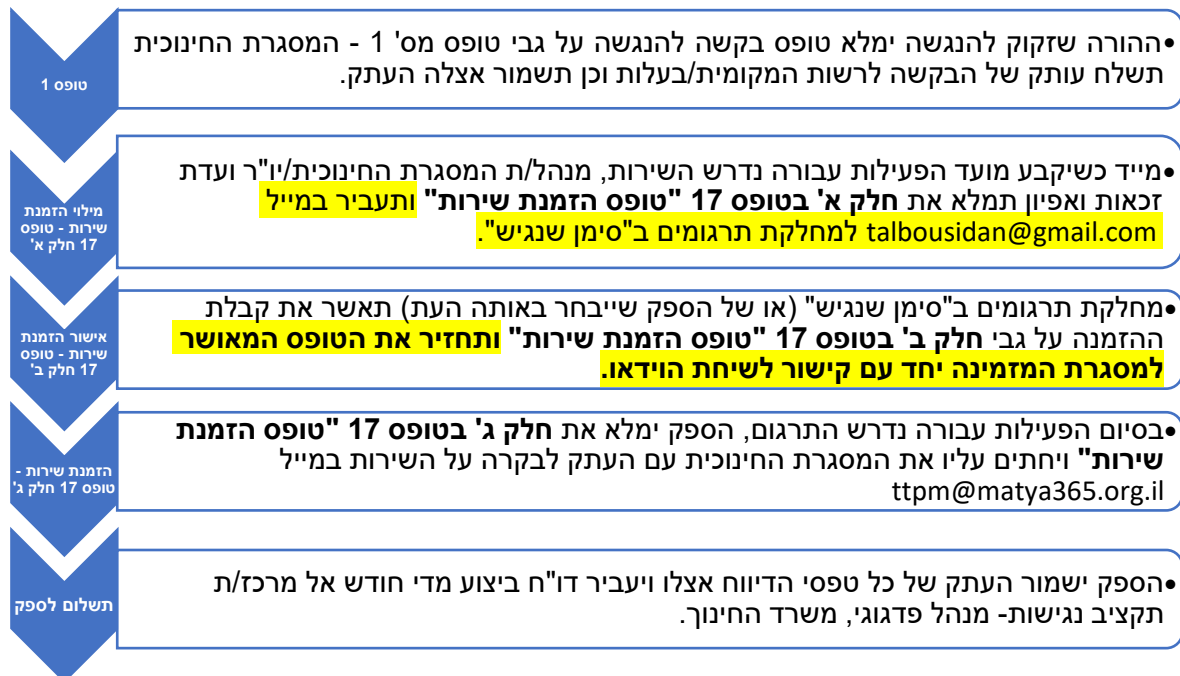 טופס 1
•ההורה שזקוק להנגשה ימלא טופס בקשה להנגשה על גבי טופס מס' 1 - המסגרת החינוכית
תשלח עותק של הבקשה לרשות המקומית/בעלות וכן תשמור אצלה העתק.
מילוי הזמנת
שירות - טופס
17 חלק א'
•מייד כשיקבע מועד הפעילות עבורה נדרש השירות, מנהל/ת המסגרת החינוכית/יו"ר ועדת
זכאות ואפיון תמלא את חלק א' בטופס 17 "טופס הזמנת שירות" ותעביר במייל
talbousidan@gmail.com למחלקת תרגומים ב"סימן שנגיש".
אישור הזמנת
שירות - טופס
17 חלק ב'
•מחלקת תרגומים ב"סימן שנגיש" (או של הספק שייבחר באותה העת) תאשר את קבלת
ההזמנה על גבי חלק ב' בטופס 17 "טופס הזמנת שירות" ותחזיר את הטופס המאושר
למסגרת המזמינה יחד עם קישור לשיחת הוידאו.
הזמנת שירות -
טופס 17 חלק ג'
•בסיום הפעילות עבורה נדרש התרגום, הספק ימלא את חלק ג' בטופס 17 "טופס הזמנת
שירות" ויחתים עליו את המסגרת החינוכית עם העתק לבקרה על השירות במייל
ttpm@matya365.org.il
תשלום לספק
•הספק ישמור העתק של כל טפסי הדיווח אצלו ויעביר דו"ח ביצוע מדי חודש אל מרכז/ת
תקציב נגישות- מנהל פדגוגי, משרד החינוך.